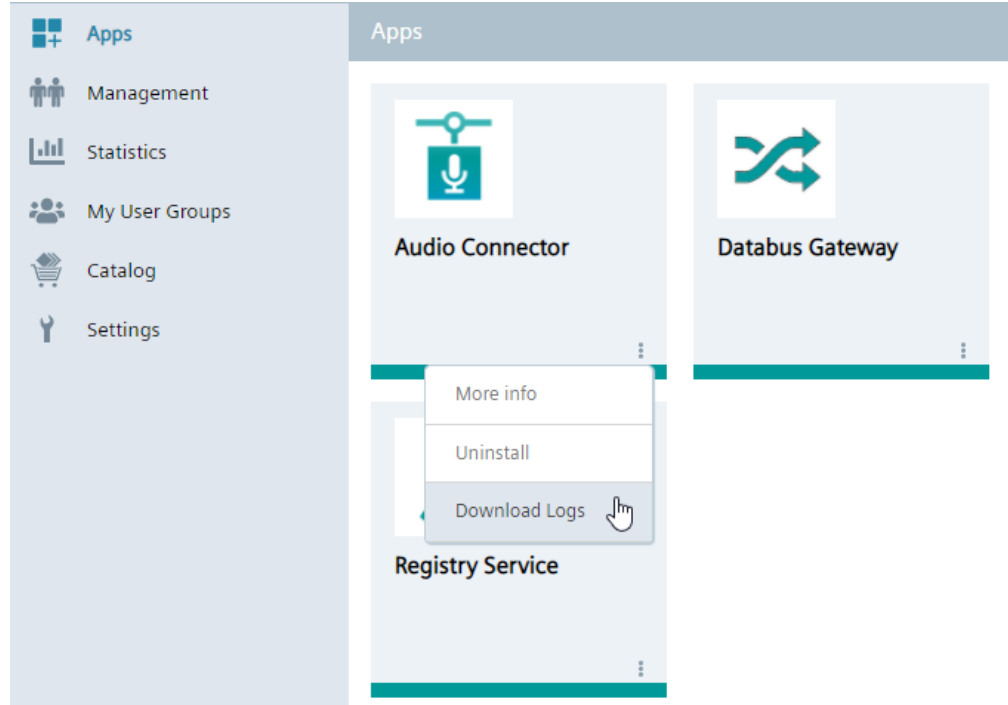 Apps
Management
Statistics
My User Groups
Catalog
Settings
Apps
Audio Connector
Databus Gateway
More info
Uninstall
Download Logs
Registry Service